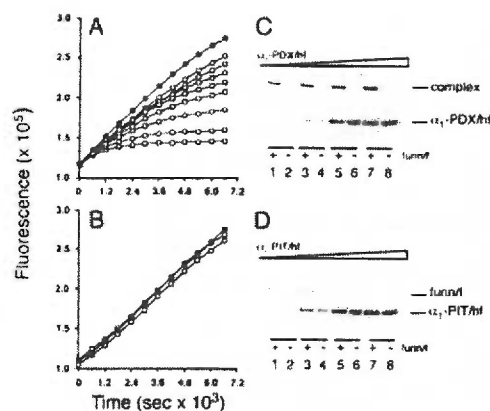 A
3.0
2.5
2.0
1.5
1.0
0 1.2 2.4 3.6 4.8 6.0 7.2
B
3.0
2.5
2.0
1.5
1.0
0 1.2 2.4 3.6 4.8 6.0 7.2
Fluorescence (x 10⁵)
Time (sec x 10³)
C
α₁-PDX/hf
complex
α₁-PDX/hf
+ - + - + - + - furin/f
1 2 3 4 5 6 7 8
D
α₁-PIT/hf
furin/f
α₁-PIT/hf
+ - + - + - + - furin/f
1 2 3 4 5 6 7 8